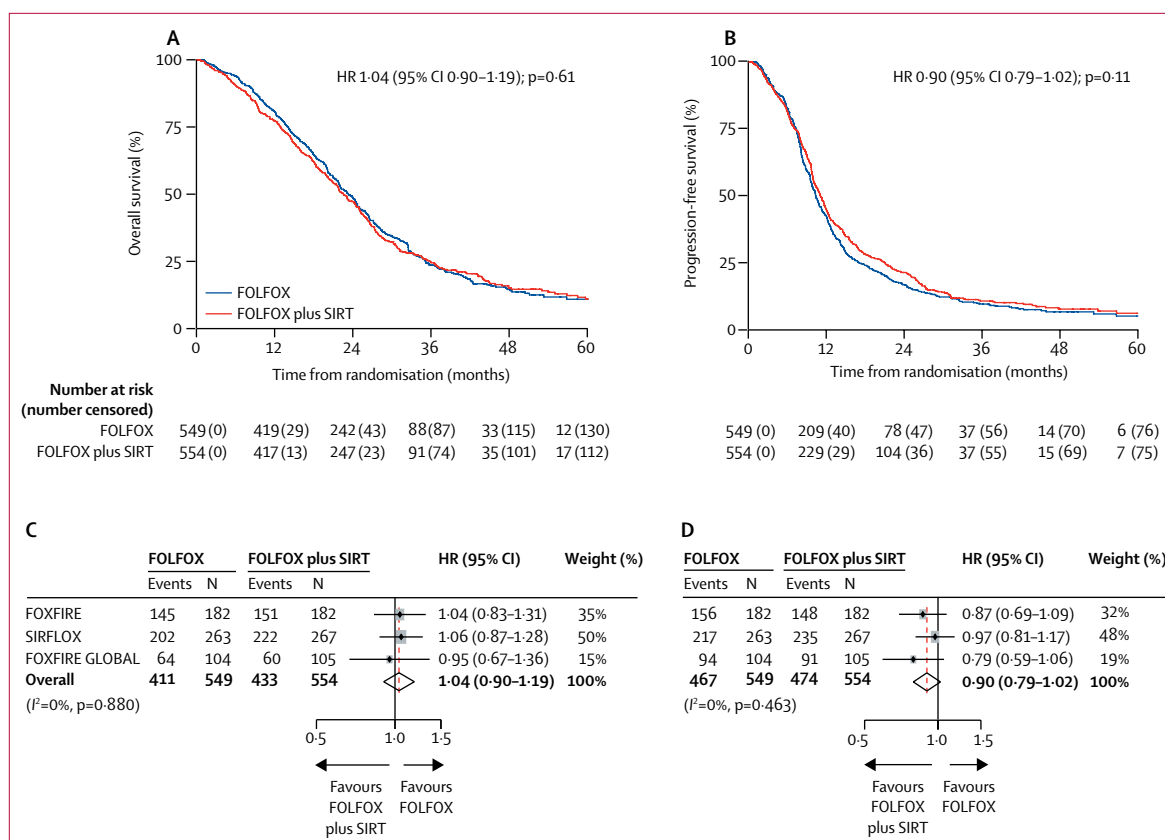 A
HR 1·04 (95% CI 0·90–1·19); p=0·61
Overall survival (%)
100
75
50
25
0
FOLFOX
FOLFOX plus SIRT
0 12 24 36 48 60
Time from randomisation (months)
B
HR 0·90 (95% CI 0·79–1·02); p=0·11
Progression-free survival (%)
100
75
50
25
0
0 12 24 36 48 60
Time from randomisation (months)
Number at risk
(number censored)
FOLFOX 549 (0) 419 (29) 242 (43) 88(87) 33 (115) 12 (130) 549 (0) 209 (40) 78 (47) 37 (56) 14 (70) 6 (76)
FOLFOX plus SIRT 554 (0) 417 (13) 247 (23) 91 (74) 35 (101) 17 (112) 554 (0) 229 (29) 104 (36) 37 (55) 15 (69) 7 (75)
C
FOLFOX FOLFOX plus SIRT HR (95% CI) Weight (%)
Events N Events N
FOXFIRE 145 182 151 182 1·04 (0·83–1·31) 35%
SIRFLOX 202 263 222 267 1·06 (0·87–1·28) 50%
FOXFIRE GLOBAL 64 104 60 105 0·95 (0·67–1·36) 15%
Overall 411 549 433 554 1·04 (0·90–1·19) 100%
(I²=0%, p=0·880)
0·5 1·0 1·5
Favours Favours
FOLFOX FOLFOX
plus SIRT
D
FOLFOX FOLFOX plus SIRT HR (95% CI) Weight (%)
Events N Events N
156 182 148 182 0·87 (0·69–1·09) 32%
217 263 235 267 0·97 (0·81–1·17) 48%
94 104 91 105 0·79 (0·59–1·06) 19%
467 549 474 554 0·90 (0·79–1·02) 100%
(I²=0%, p=0·463)
0·5 1·0 1·5
Favours Favours
FOLFOX FOLFOX
plus SIRT